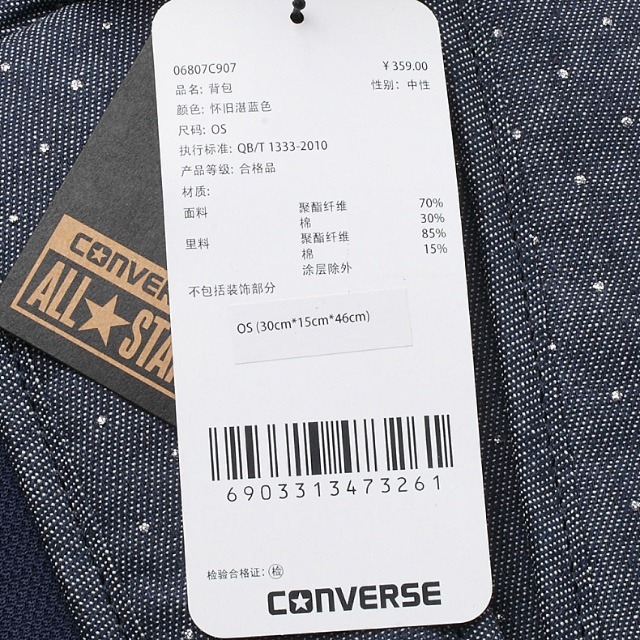 06807C907 ¥359.00
品名: 背包 性别: 中性
颜色: 怀旧湛蓝色
尺码: OS
执行标准: QB/T 1333-2010
产品等级: 合格品
材质:
面料 聚酯纤维 70%
棉 30%
里料 聚酯纤维 85%
棉 15%
涂层除外
不包括装饰部分
OS (30cm*15cm*46cm)
6903313473261
检验合格证: 检
CONVERSE
CONVERSE
ALL STAR